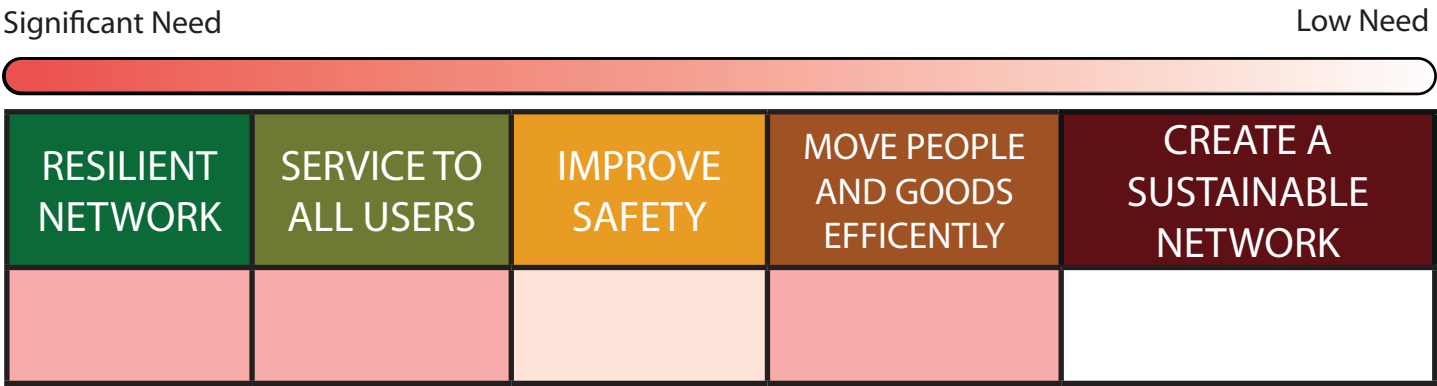 Significant Need
Low Need
RESILIENT
NETWORK
SERVICE TO
ALL USERS
IMPROVE
SAFETY
MOVE PEOPLE
AND GOODS
EFFICENTLY
CREATE A
SUSTAINABLE
NETWORK